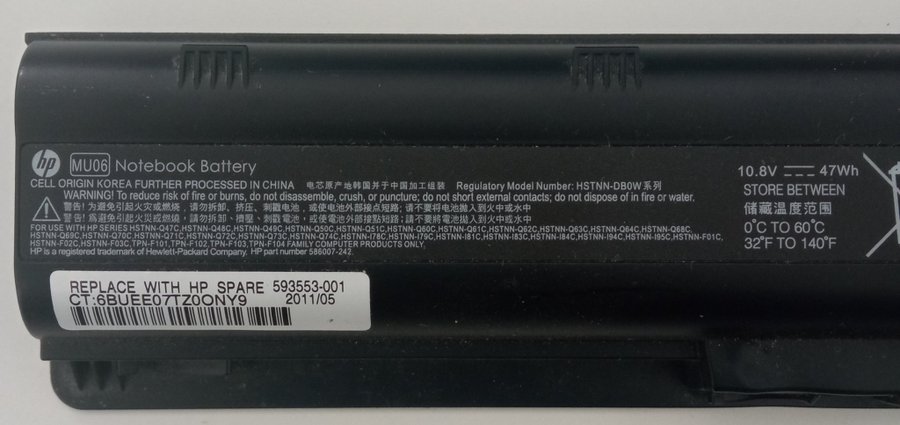 hp MU06 Notebook Battery
CELL ORIGIN KOREA FURTHER PROCESSED IN CHINA 电芯原产地韩国并于中国加工组装 Regulatory Model Number: HSTNN-DB0W系列
WARNING! To reduce risk of fire or burns, do not disassemble, crush, or puncture; do not short external contacts; do not dispose of in fire or water.
警告! 为避免引起火灾或燃烧，请勿拆卸、挤压、刺戳电池，或使外部接点短路；请不要将电池抛入到火中或水中
警告! 爲避免引起火災或燃燒，請勿拆卸、擠壓、刺戳電池，或使外部接點短路；請不要將電池拋入到火中或水中
FOR USE WITH HP SERIES HSTNN-Q47C,HSTNN-Q48C,HSTNN-Q49C,HSTNN-Q50C,HSTNN-Q51C,HSTNN-Q60C,HSTNN-Q61C,HSTNN-Q62C,HSTNN-Q63C,HSTNN-Q64C,HSTNN-Q68C,
HSTNN-Q69C,HSTNN-Q70C,HSTNN-Q71C,HSTNN-Q72C,HSTNN-Q73C,HSTNN-Q74C,HSTNN-I78C,HSTNN-I79C,HSTNN-I81C,HSTNN-I83C,HSTNN-I84C,HSTNN-I94C,HSTNN-I95C,HSTNN-F01C,
HSTNN-F02C,HSTNN-F03C,TPN-F101,TPN-F102,TPN-F103,TPN-F104 FAMILY COMPUTER PRODUCTS ONLY.
HP is a registered trademark of Hewlett-Packard Company. HP part number 586007-242.
10.8V 47Wh
STORE BETWEEN
储藏温度范围
0°C TO 60°C
32°F TO 140°F
REPLACE WITH HP SPARE 593553-001
CT:6BUEE07TZ0ONY9 2011/05